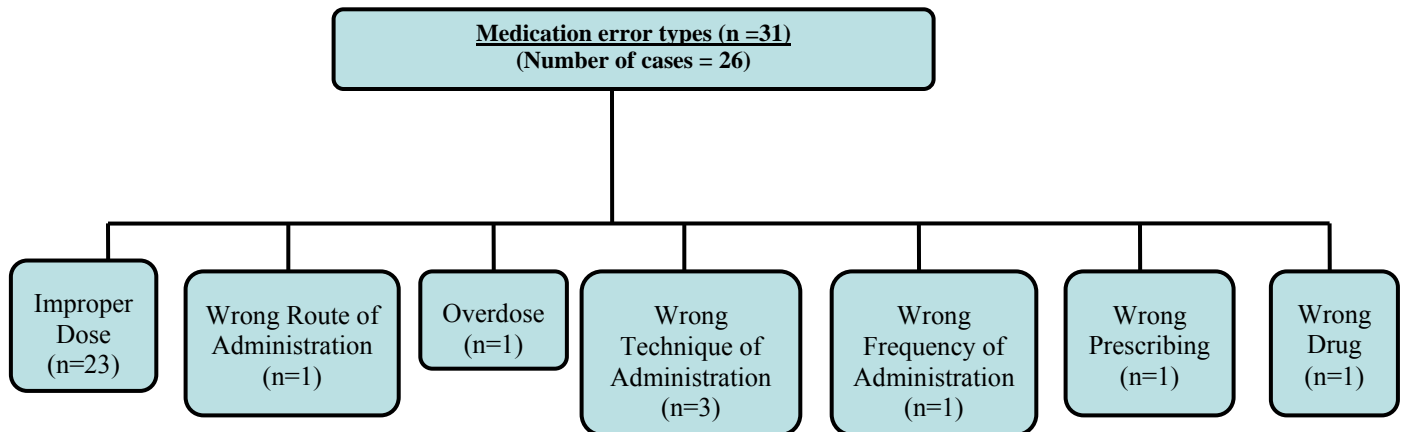 Medication error types (n =31)
(Number of cases = 26)
Improper
Dose
(n=23)
Wrong Route of
Administration
(n=1)
Overdose
(n=1)
Wrong
Technique of
Administration
(n=3)
Wrong
Frequency of
Administration
(n=1)
Wrong
Prescribing
(n=1)
Wrong
Drug
(n=1)